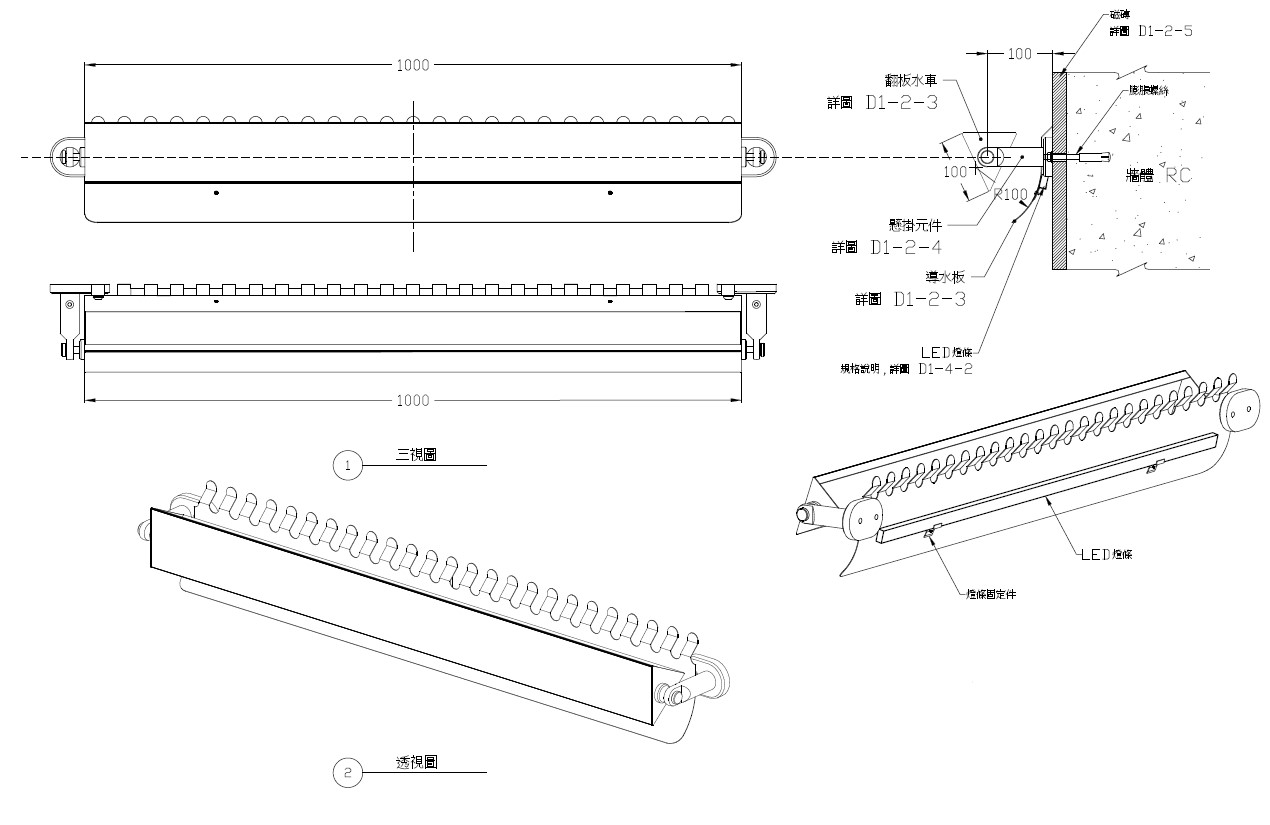 磁磚
詳圖 D1-2-5
100
1000
翻板水車
詳圖 D1-2-3
膨脹螺絲
100
牆體 RC
R100
懸掛元件
詳圖 D1-2-4
導水板
詳圖 D1-2-3
LED燈條
規格說明，詳圖 D1-4-2
1000
1 三視圖
LED燈條
燈條固定件
2 透視圖